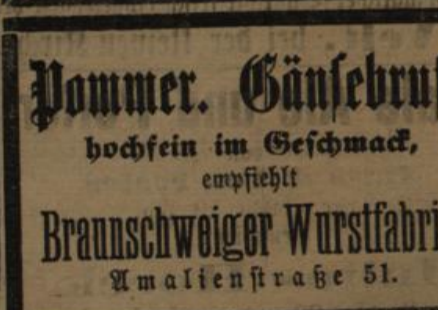 Pommer. Gänſebru
hochfein im Geſchmack,
empfiehlt
Braunschweiger Wurstfabri
Amalienſtraße 51.